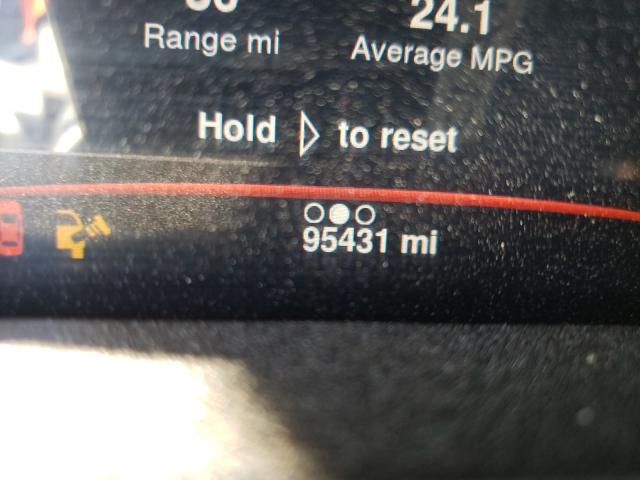 24.1
Range mi
Average MPG
Hold ▷ to reset
95431 mi